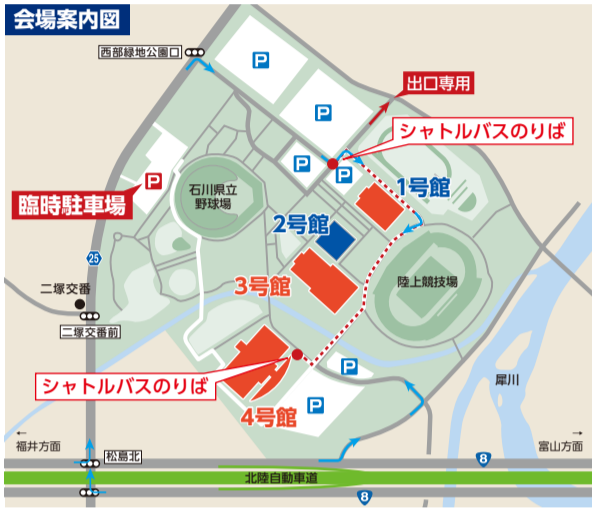 会場案内図
西部緑地公園口
P
出口専用
P
シャトルバスのりば
P
P
P
1号館
石川県立
野球場
臨時駐車場
2号館
25
3号館
陸上競技場
二塚交番
二塚交番前
P
シャトルバスのりば
犀川
P
4号館
←
福井方面
→
富山方面
松島北
8
北陸自動車道
8